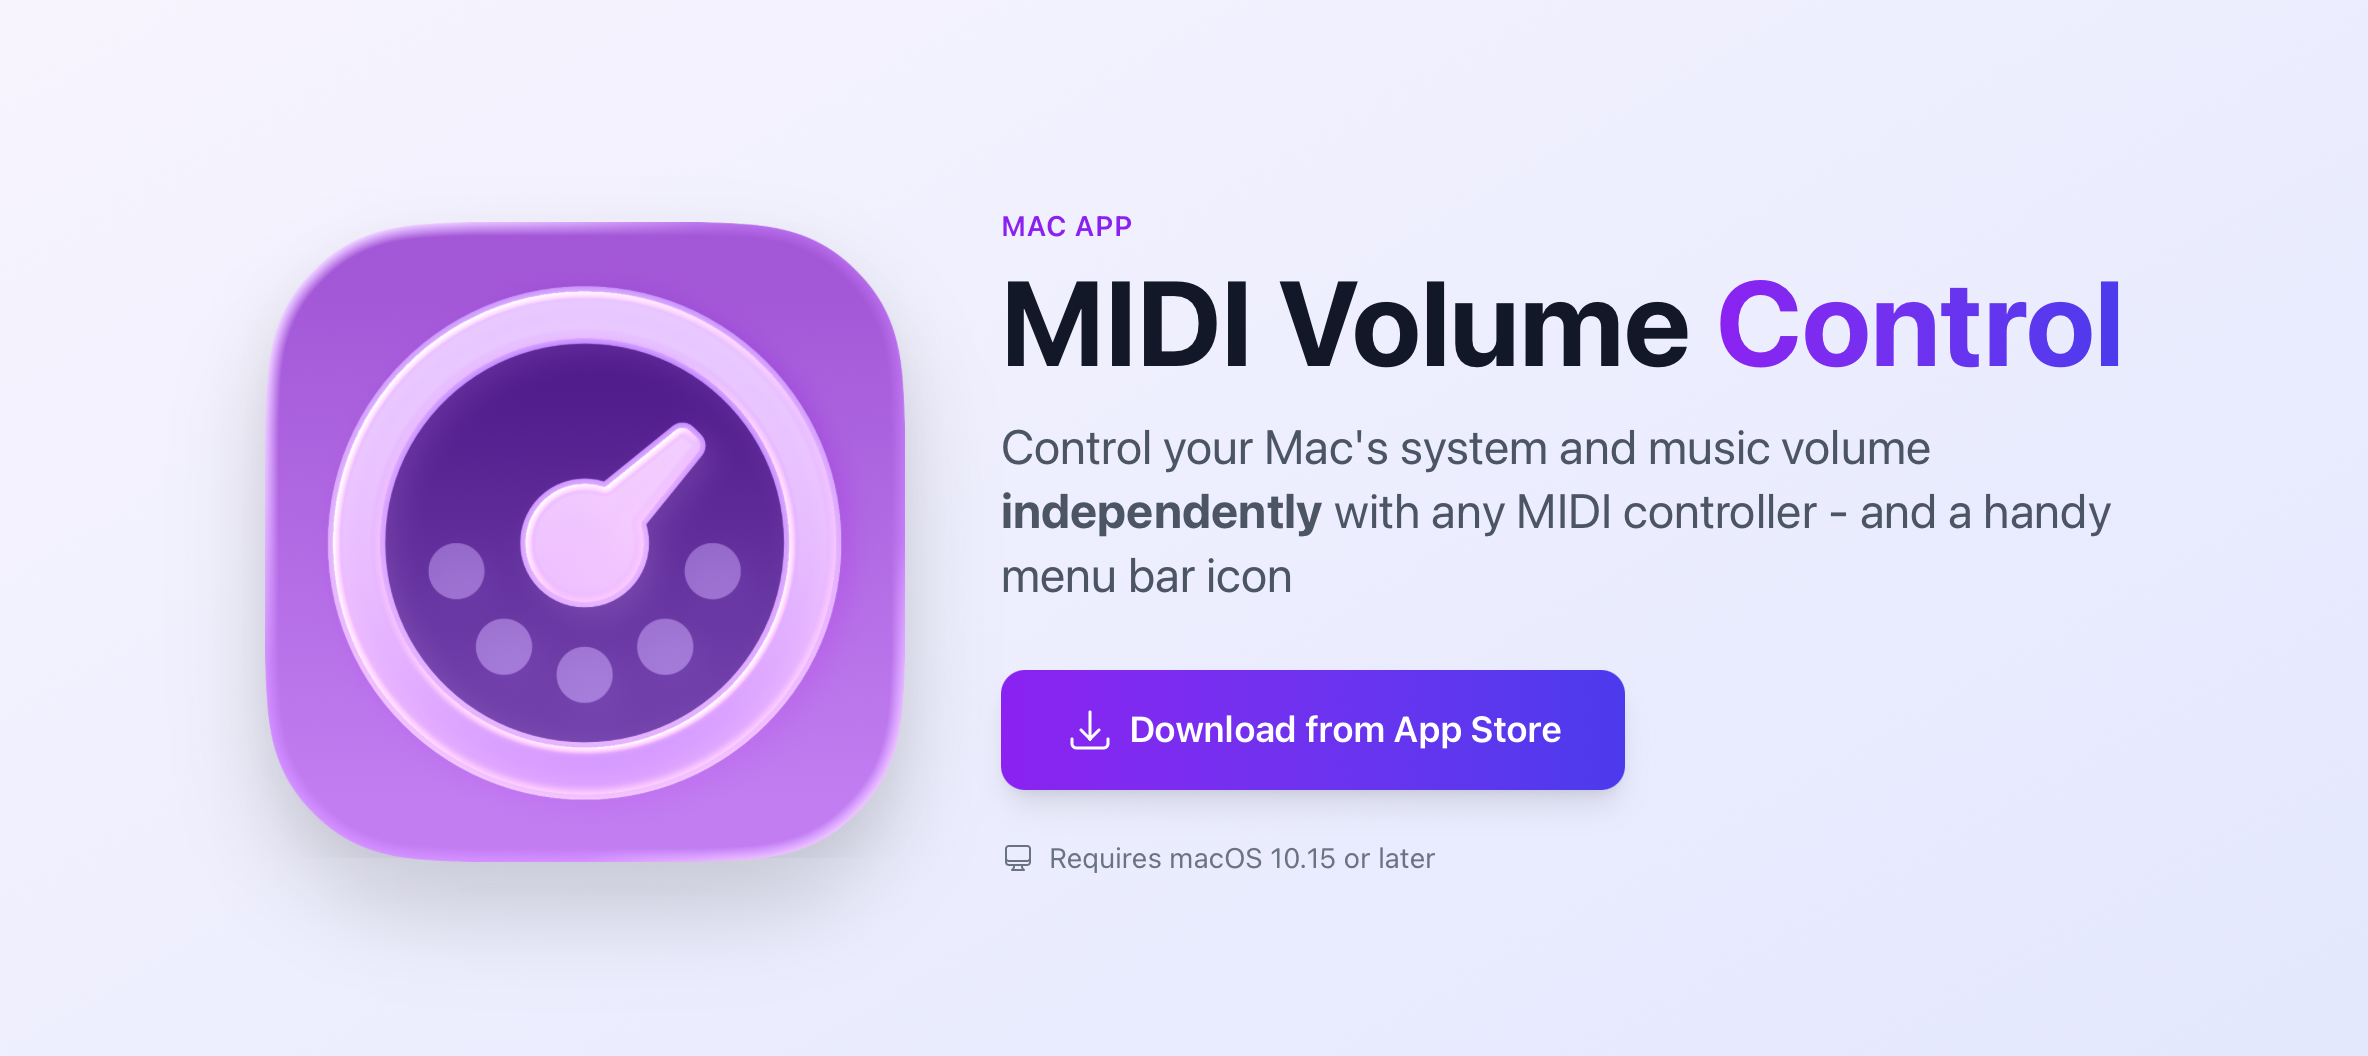 MAC APP
MIDI Volume Control
Control your Mac's system and music volume
independently with any MIDI controller - and a handy
menu bar icon
Download from App Store
Requires macOS 10.15 or later